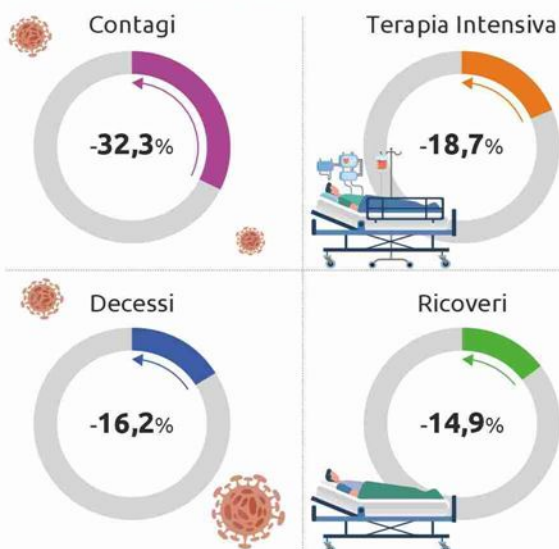 Contagi
-32,3%
Terapia Intensiva
-18,7%
Decessi
-16,2%
Ricoveri
-14,9%